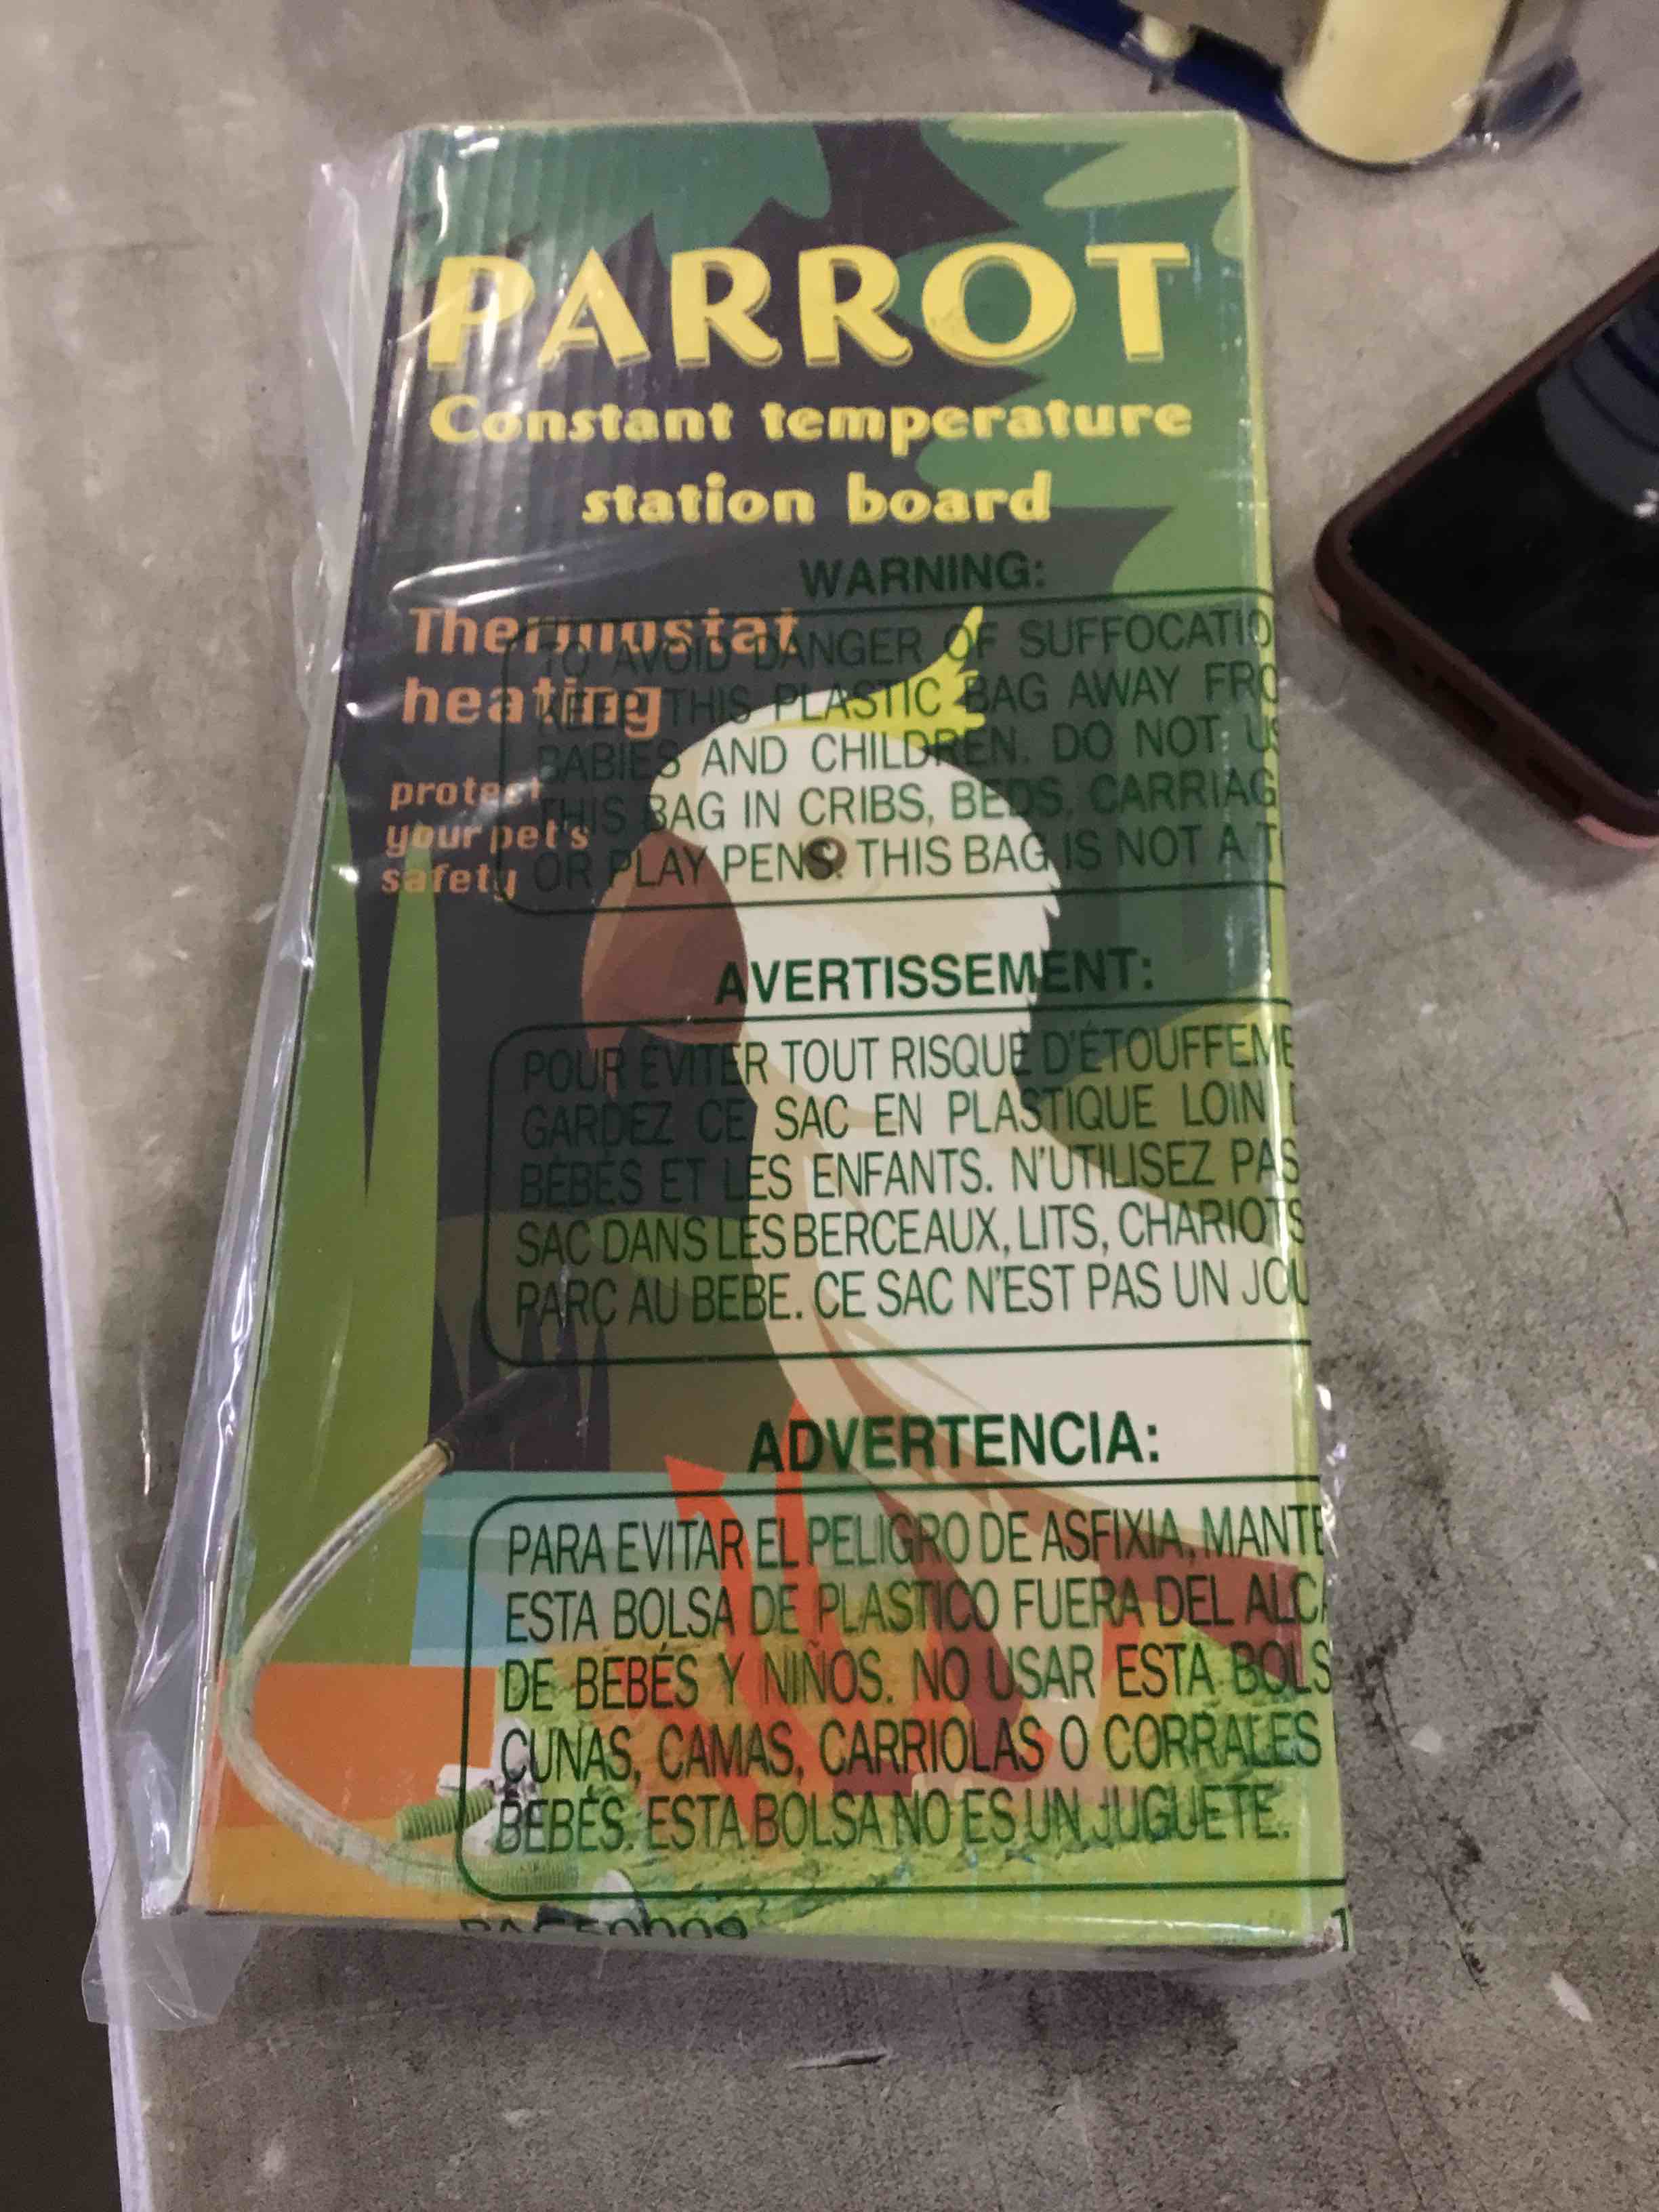 PARROT
Constant temperature
station board
Thermostat
heating
protect
your pet's
safety
WARNING:
TO AVOID DANGER OF SUFFOCATIO
KEEP THIS PLASTIC BAG AWAY FRO
BABIES AND CHILDREN. DO NOT US
THIS BAG IN CRIBS, BEDS, CARRIAG
OR PLAY PENS. THIS BAG IS NOT A T
AVERTISSEMENT:
POUR ÉVITER TOUT RISQUE D'ÉTOUFFEME
GARDEZ CE SAC EN PLASTIQUE LOIN
BÉBÉS ET LES ENFANTS. N'UTILISEZ PAS
SAC DANS LES BERCEAUX, LITS, CHARIOTS
PARC AU BEBE. CE SAC N'EST PAS UN JOU
ADVERTENCIA:
PARA EVITAR EL PELIGRO DE ASFIXIA, MANTE
ESTA BOLSA DE PLASTICO FUERA DEL ALCA
DE BEBÉS Y NIÑOS. NO USAR ESTA BOLS
CUNAS, CAMAS, CARRIOLAS O CORRALES
BEBÉS. ESTA BOLSA NO ES UN JUGUETE.